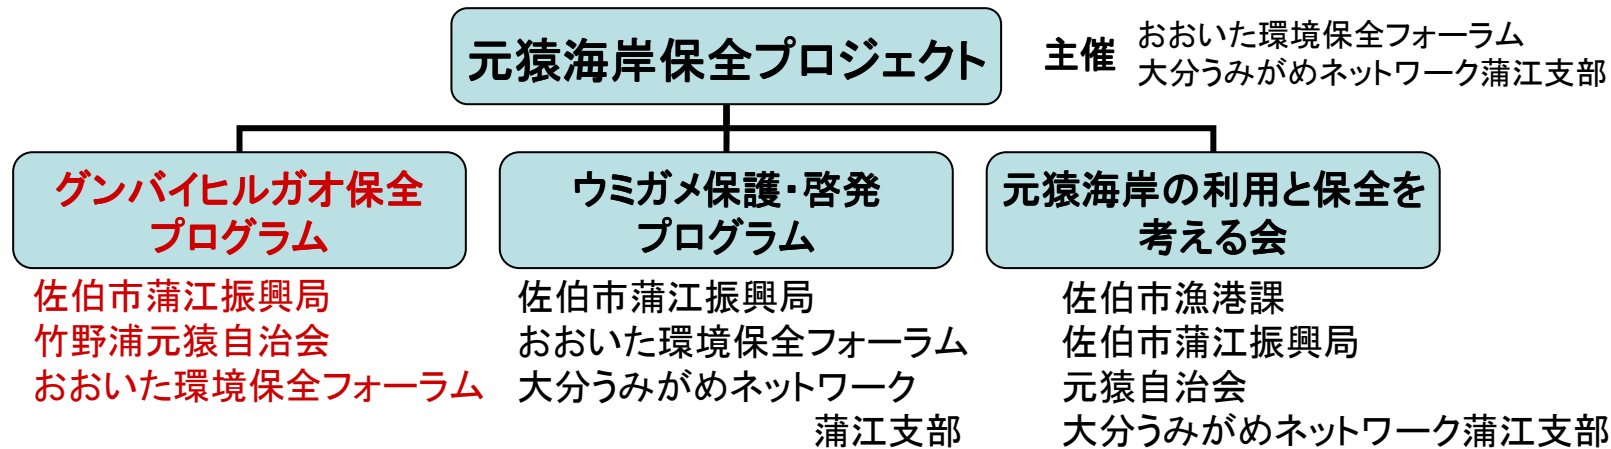 元猿海岸保全プロジェクト
主催
おおいた環境保全フォーラム
大分うみがめネットワーク蒲江支部
グンバイヒルガオ保全
プログラム
佐伯市蒲江振興局
竹野浦元猿自治会
おおいた環境保全フォーラム
ウミガメ保護・啓発
プログラム
佐伯市蒲江振興局
おおいた環境保全フォーラム
大分うみがめネットワーク
蒲江支部
元猿海岸の利用と保全を
考える会
佐伯市漁港課
佐伯市蒲江振興局
元猿自治会
大分うみがめネットワーク蒲江支部